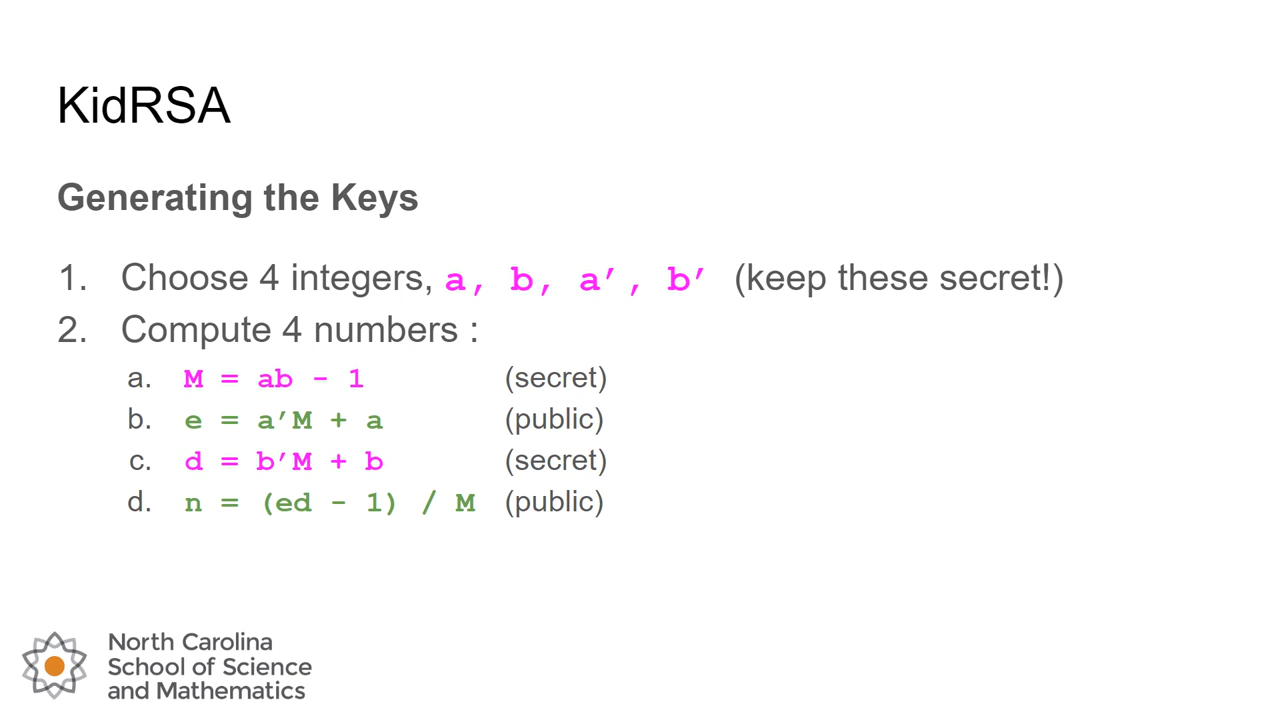 KidRSA
Generating the Keys
1. Choose 4 integers, a, b, a’, b’ (keep these secret!)
2. Compute 4 numbers :
a. M = ab - 1 (secret)
b. e = a’M + a (public)
c. d = b’M + b (secret)
d. n = (ed - 1) / M (public)
North Carolina
School of Science
and Mathematics